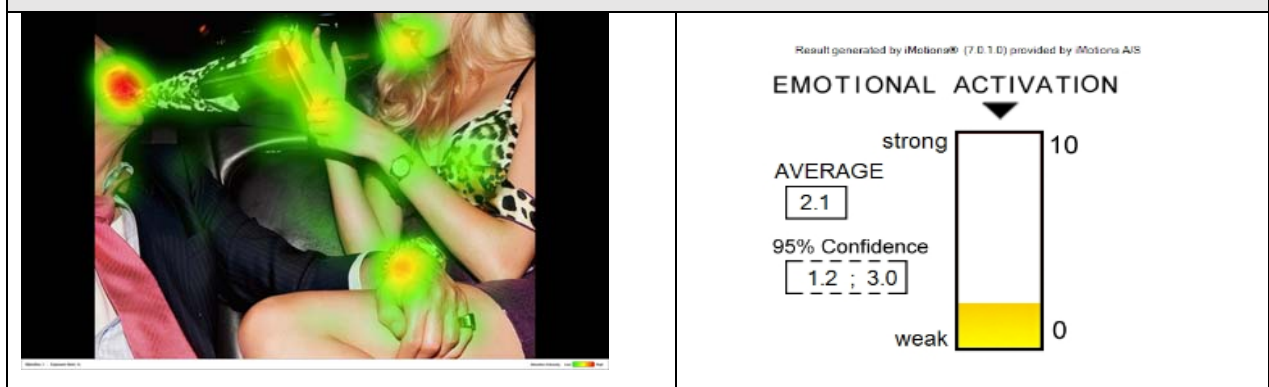 Result generated by iMotions® (7.0.1.0) provided by iMotions A/S
EMOTIONAL ACTIVATION
strong
10
AVERAGE
2.1
95% Confidence
1.2 ; 3.0
weak
0